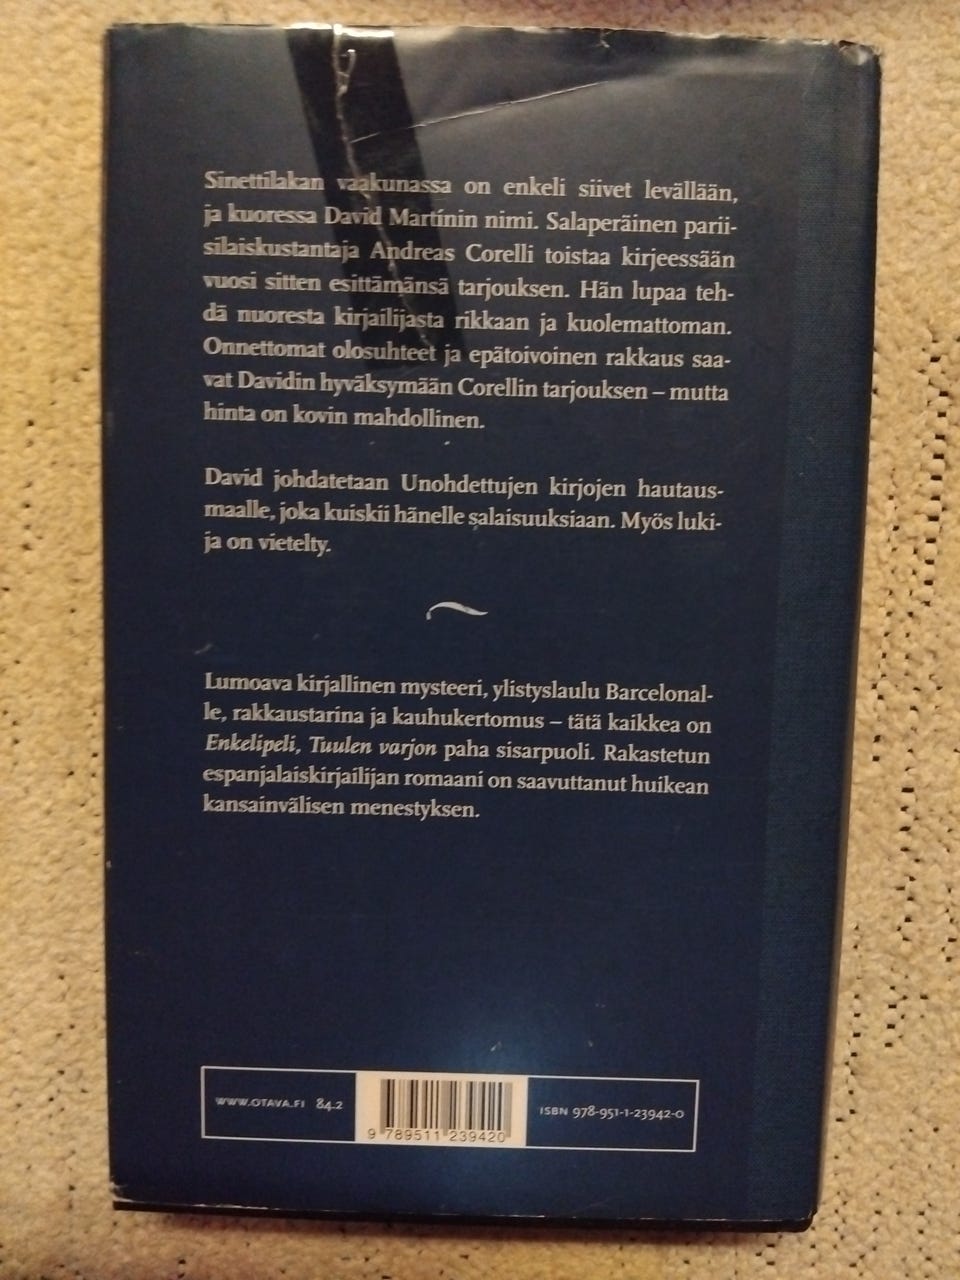 Sinettilakan vaakunassa on enkeli siivet levällään,
ja kuoressa David Martínin nimi. Salaperäinen parii-
silaiskustantaja Andreas Corelli toistaa kirjeessään
vuosi sitten esittämänsä tarjouksen. Hän lupaa teh-
dä nuoresta kirjailijasta rikkaan ja kuolemattoman.
Onnettomat olosuhteet ja epätoivoinen rakkaus saa-
vat Davidin hyväksymään Corellin tarjouksen – mutta
hinta on kovin mahdollinen.
David johdatetaan Unohdettujen kirjojen hautaus-
maalle, joka kuiskii hänelle salaisuuksiaan. Myös luki-
ja on vietelty.
Lumoava kirjallinen mysteeri, ylistyslaulu Barcelonal-
le, rakkaustarina ja kauhukertomus – tätä kaikkea on
Enkelipeli, Tuulen varjon paha sisarpuoli. Rakastetun
espanjalaiskirjailijan romaani on saavuttanut huikean
kansainvälisen menestyksen.
WWW.OTAVA.FI 84.2
9 789511 239420
ISBN 978-951-1-23942-0